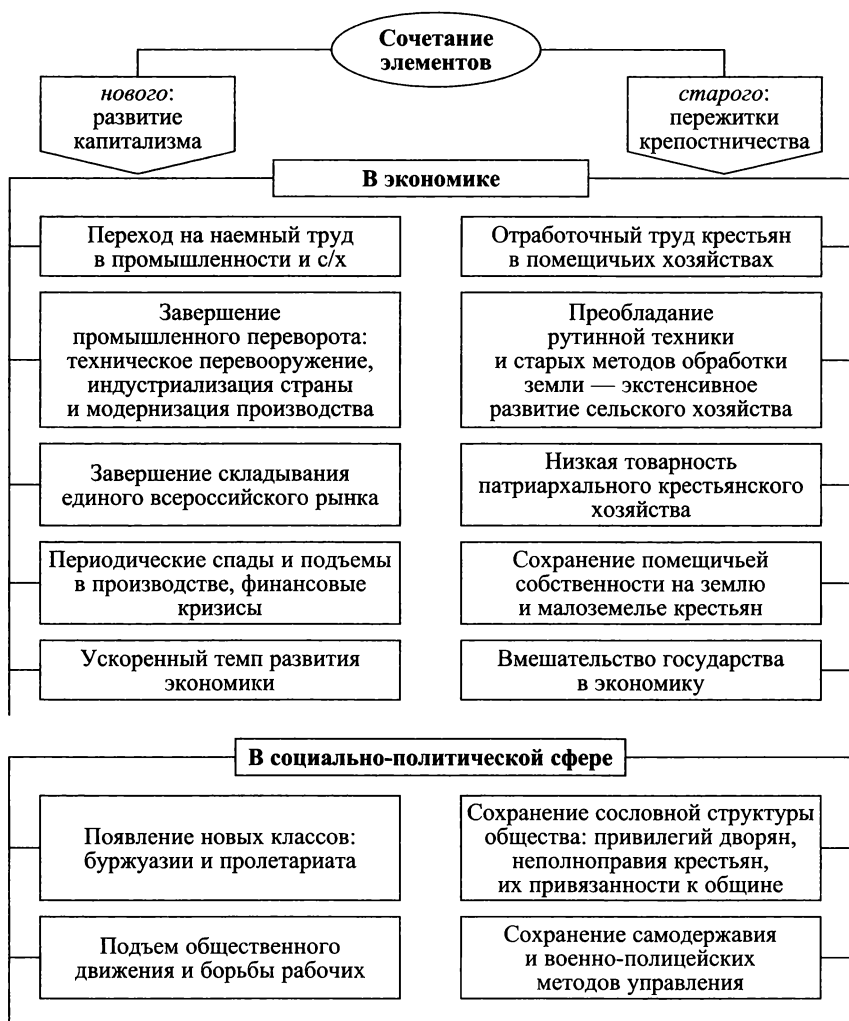 Сочетание
элементов
нового:
развитие
капитализма
старого:
пережитки
крепостничества
В экономике
Переход на наемный труд
в промышленности и с/х
Отработочный труд крестьян
в помещичьих хозяйствах
Завершение
промышленного переворота:
техническое перевооружение,
индустриализация страны
и модернизация производства
Преобладание
рутинной техники
и старых методов обработки
земли — экстенсивное
развитие сельского хозяйства
Завершение складывания
единого всероссийского рынка
Низкая товарность
патриархального крестьянского
хозяйства
Периодические спады и подъемы
в производстве, финансовые
кризисы
Сохранение помещичьей
собственности на землю
и малоземелье крестьян
Ускоренный темп развития
экономики
Вмешательство государства
в экономику
В социально-политической сфере
Появление новых классов:
буржуазии и пролетариата
Сохранение сословной структуры
общества: привилегий дворян,
неполноправия крестьян,
их привязанности к общине
Подъем общественного
движения и борьбы рабочих
Сохранение самодержавия
и военно-полицейских
методов управления